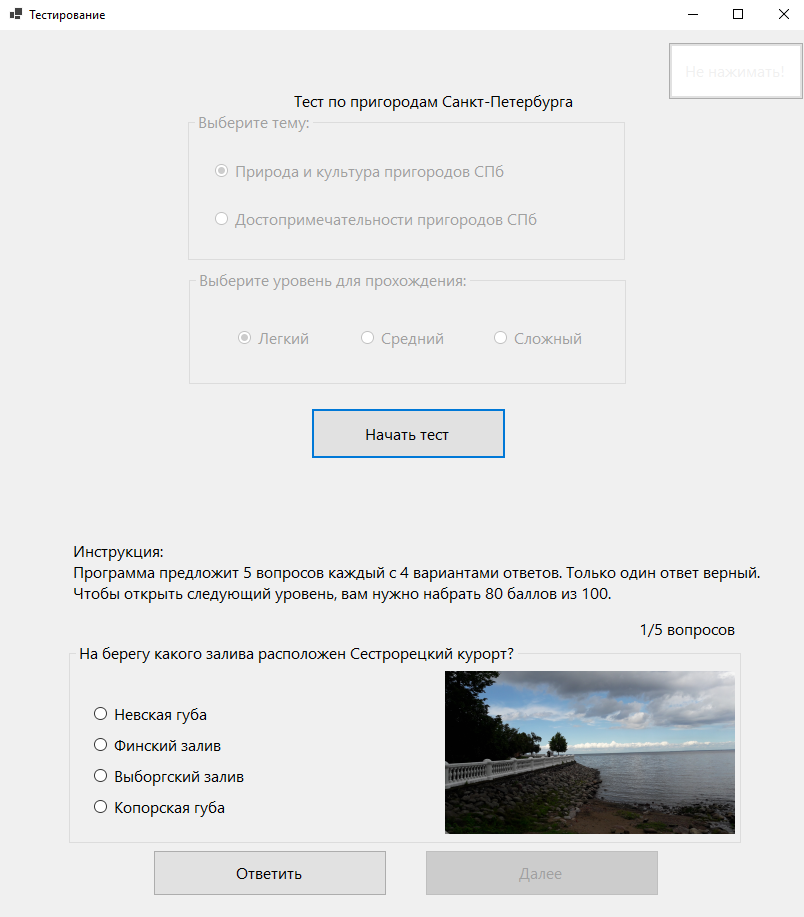 Тестирование
Не нажимать!
Тест по пригородам Санкт-Петербурга
Выберите тему:
Природа и культура пригородов СПб
Достопримечательности пригородов СПб
Выберите уровень для прохождения:
Легкий Средний Сложный
Начать тест
Инструкция:
Программа предложит 5 вопросов каждый с 4 вариантами ответов. Только один ответ верный.
Чтобы открыть следующий уровень, вам нужно набрать 80 баллов из 100.
1/5 вопросов
На берегу какого залива расположен Сестрорецкий курорт?
Невская губа
Финский залив
Выборгский залив
Копорская губа
Ответить Далее